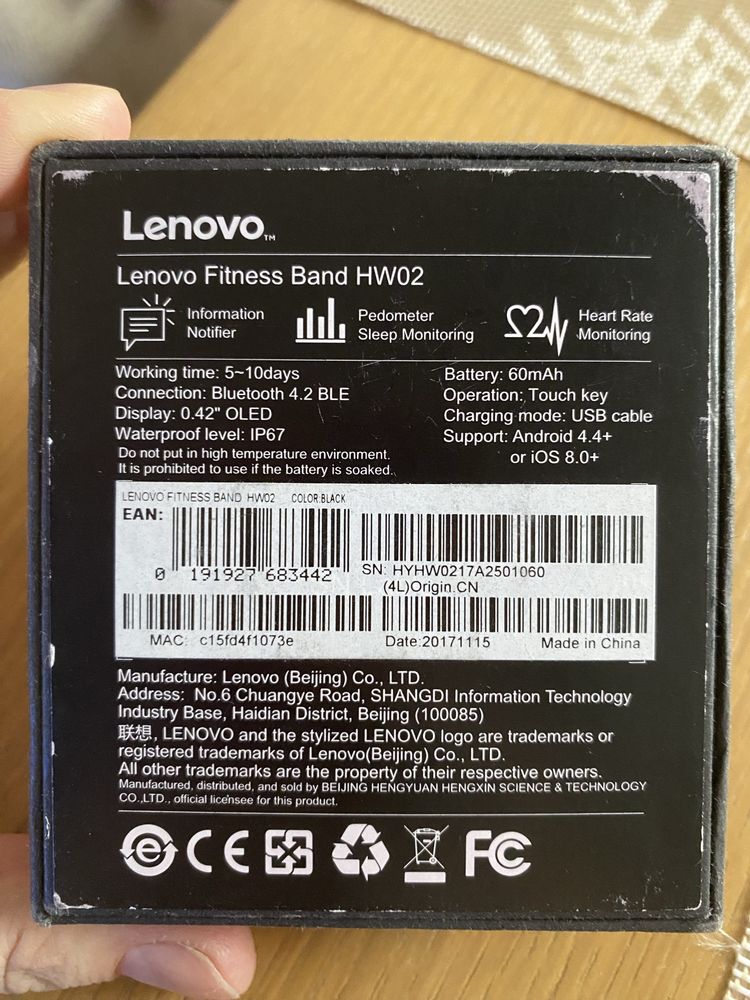 Lenovo™
Lenovo Fitness Band HW02
Information
Notifier
Pedometer
Sleep Monitoring
Heart Rate
Monitoring
Working time: 5~10days
Connection: Bluetooth 4.2 BLE
Display: 0.42" OLED
Waterproof level: IP67
Do not put in high temperature environment.
It is prohibited to use if the battery is soaked.
Battery: 60mAh
Operation: Touch key
Charging mode: USB cable
Support: Android 4.4+
or iOS 8.0+
LENOVO FITNESS BAND HW02 COLOR:BLACK
EAN:
0 191927 683442
SN: HYHW0217A2501060
(4L)Origin.CN
MAC: c15fd4f1073e
Date:20171115
Made in China
Manufacture: Lenovo (Beijing) Co., LTD.
Address: No.6 Chuangye Road, SHANGDI Information Technology
Industry Base, Haidian District, Beijing (100085)
联想, LENOVO and the stylized LENOVO logo are trademarks or
registered trademarks of Lenovo(Beijing) Co., LTD.
All other trademarks are the property of their respective owners.
Manufactured, distributed, and sold by BEIJING HENGYUAN HENGXIN SCIENCE & TECHNOLOGY
CO.,LTD., official licensee for this product.
e CE FC